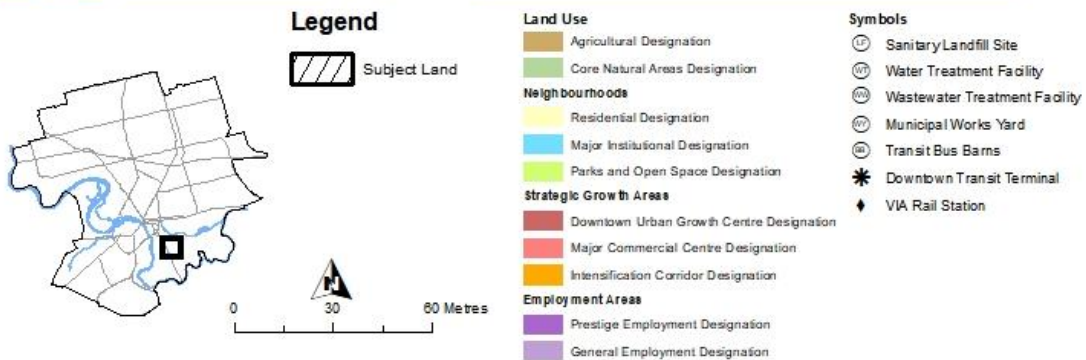 Legend
Subject Land
N
0 30 60 Metres
Land Use
Agricultural Designation
Core Natural Areas Designation
Neighbourhoods
Residential Designation
Major Institutional Designation
Parks and Open Space Designation
Strategic Growth Areas
Downtown Urban Growth Centre Designation
Major Commercial Centre Designation
Intensification Corridor Designation
Employment Areas
Prestige Employment Designation
General Employment Designation
Symbols
LF Sanitary Landfill Site
WT Water Treatment Facility
WW Wastewater Treatment Facility
WY Municipal Works Yard
BB Transit Bus Barns
Downtown Transit Terminal
VIA Rail Station